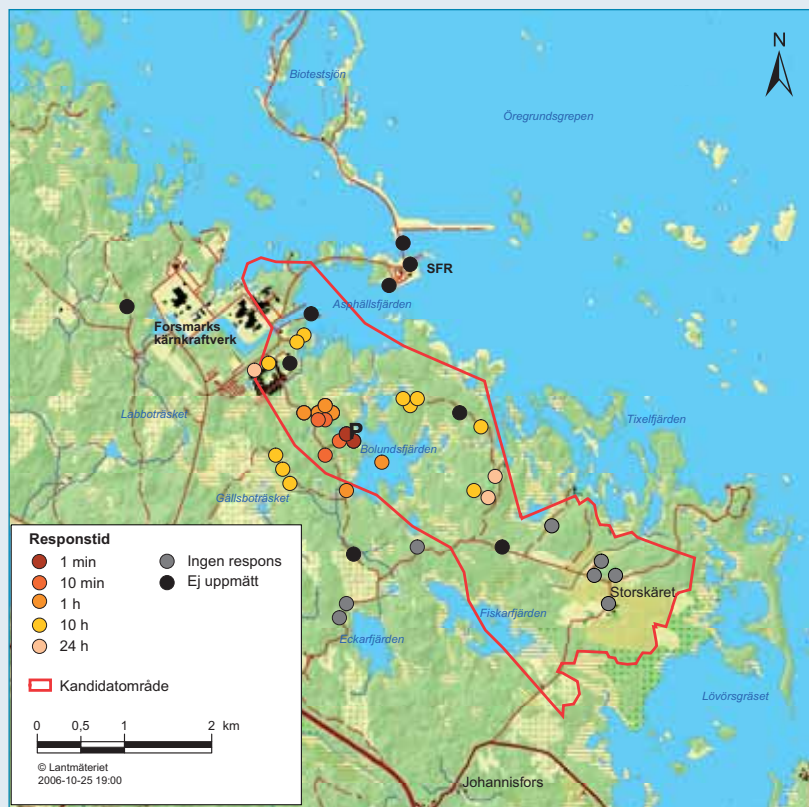 N
Biotestsjön
Öregrundsgrepen
SFR
Asphällsfjärden
Forsmarks
kärnkraftverk
Labboträsket
Tixelfjärden
P
Bolundsfjärden
Gällsboträsket
Storskäret
Fiskarfjärden
Eckarfjärden
Lövörsgräset
Johannisfors
Responstid
1 min
10 min
1 h
10 h
24 h
Ingen respons
Ej uppmätt
Kandidatområde
0 0,5 1 2 km
© Lantmäteriet
2006-10-25 19:00